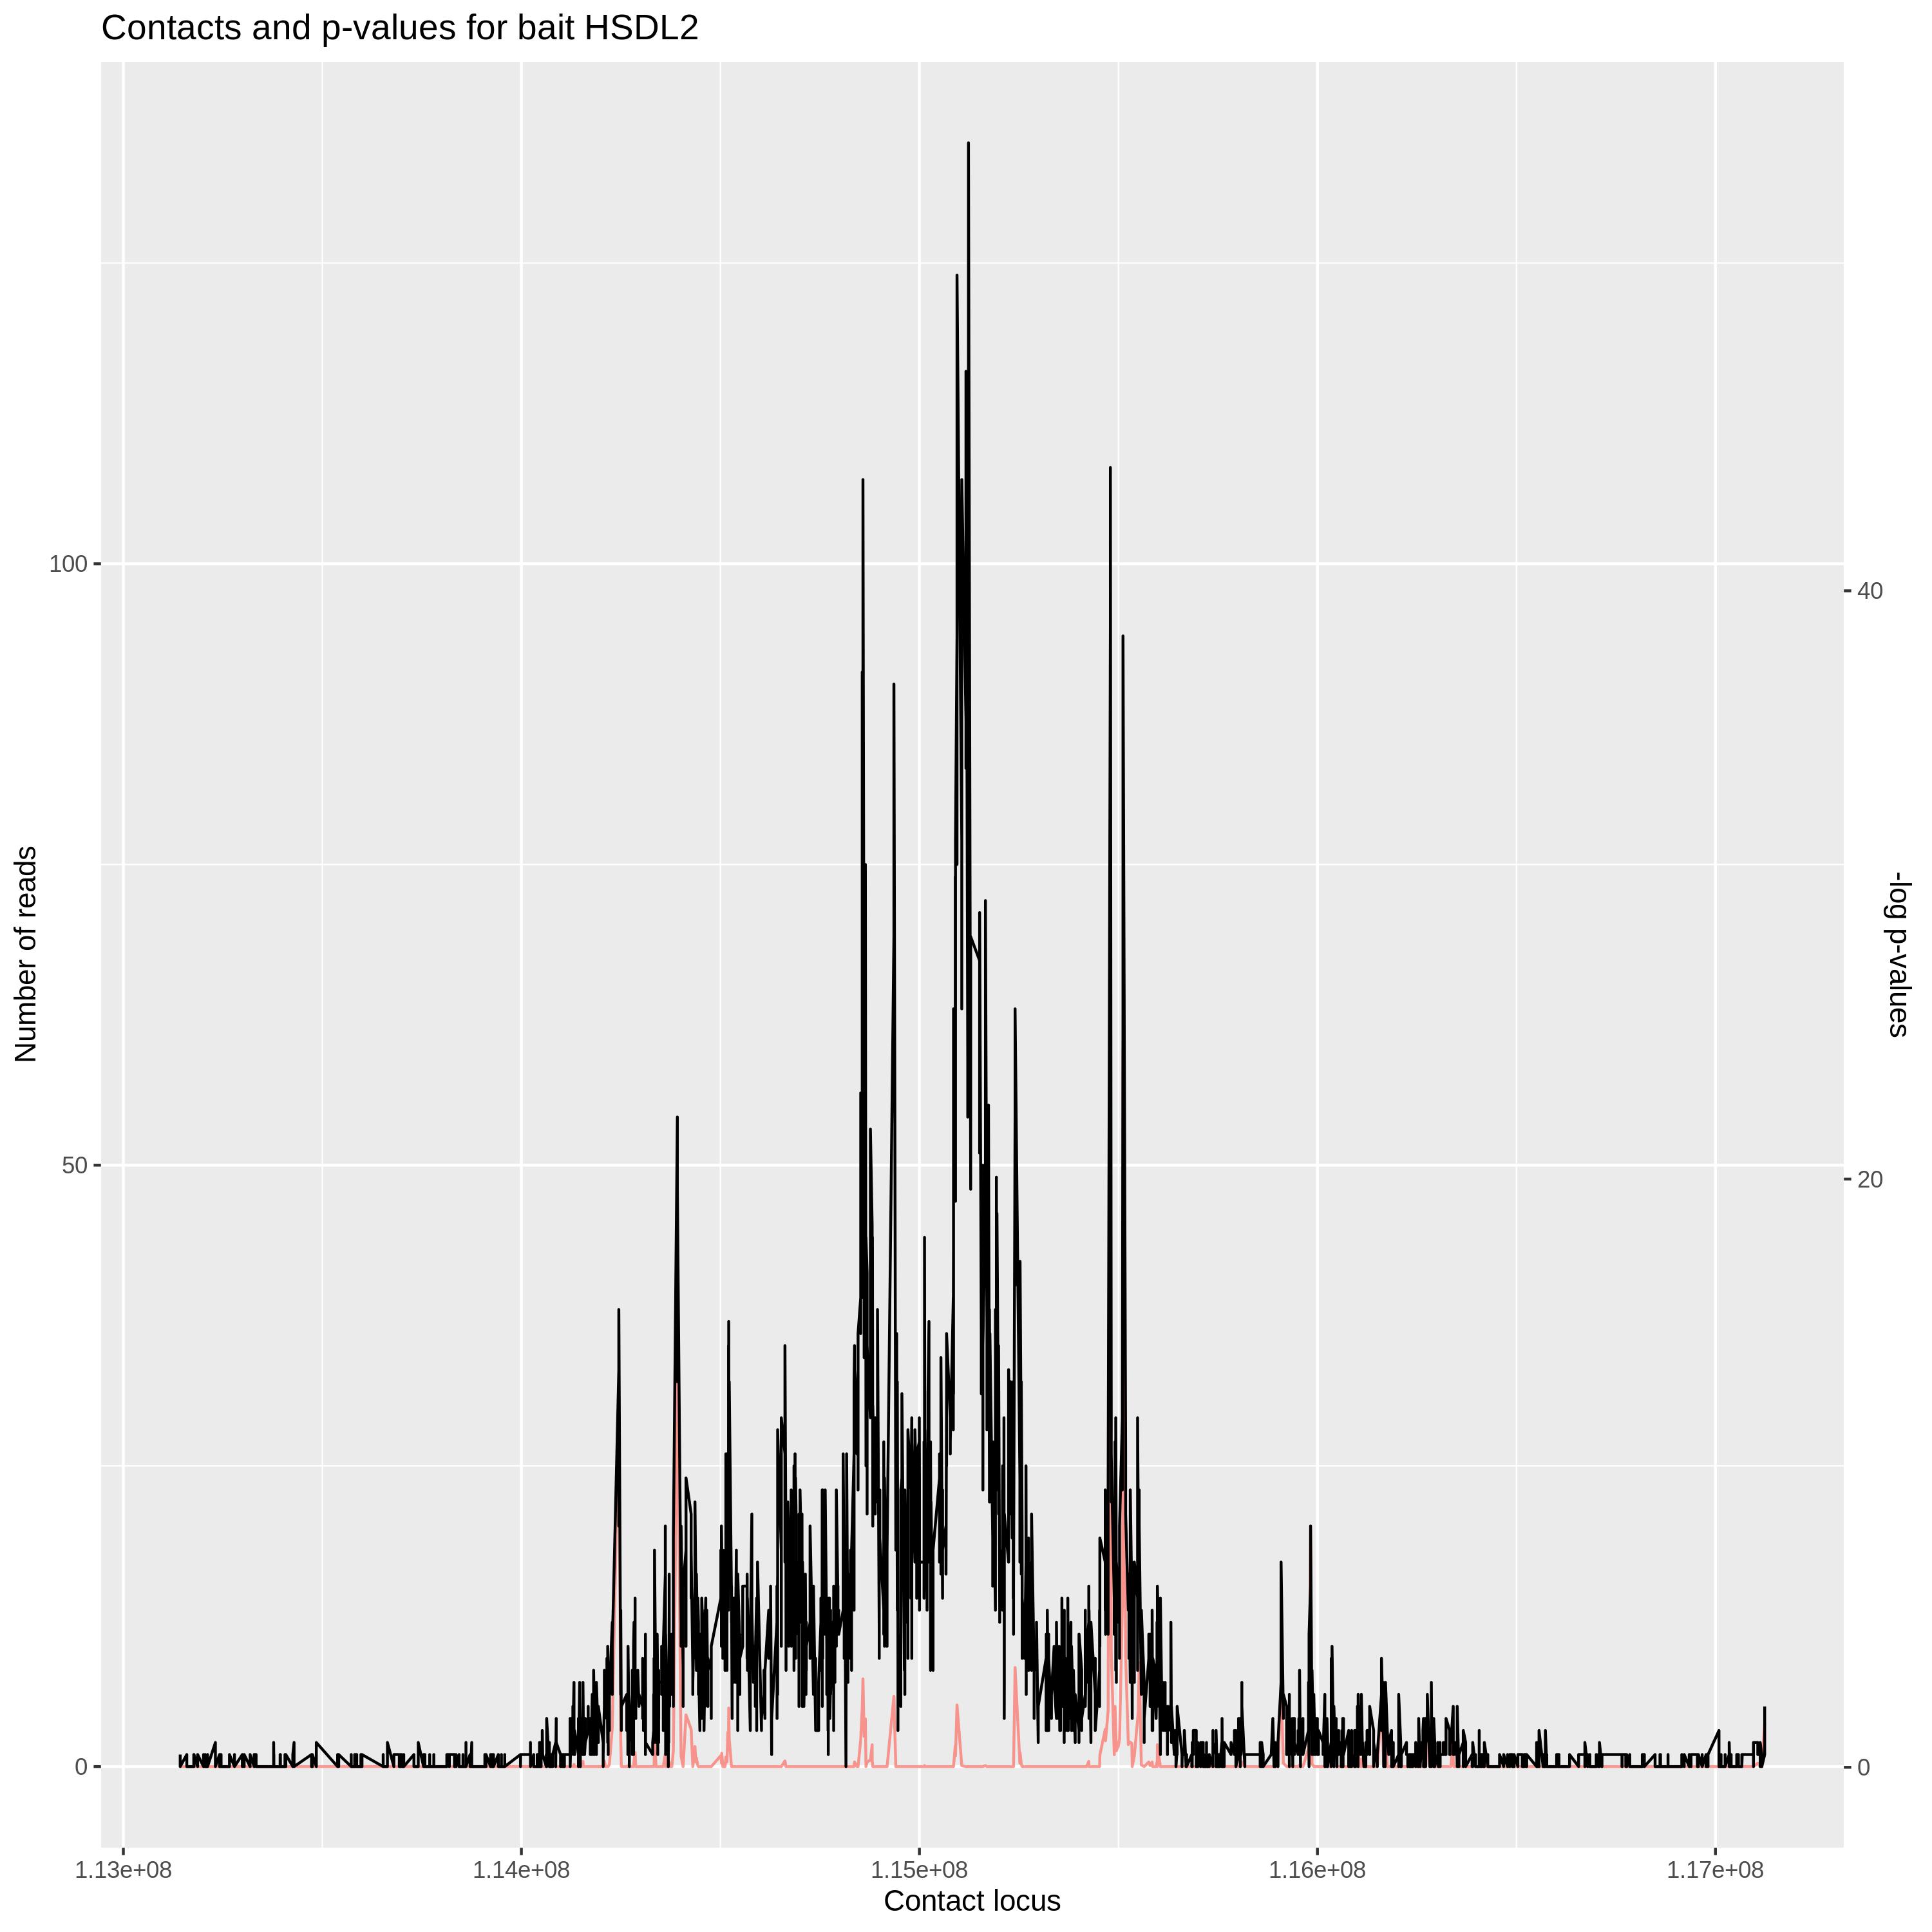 Contacts and p-values for bait HSDL2
Number of reads
100
50
0
40
20
0
-log p-values
1.13e+08 1.14e+08 1.15e+08 1.16e+08 1.17e+08
Contact locus